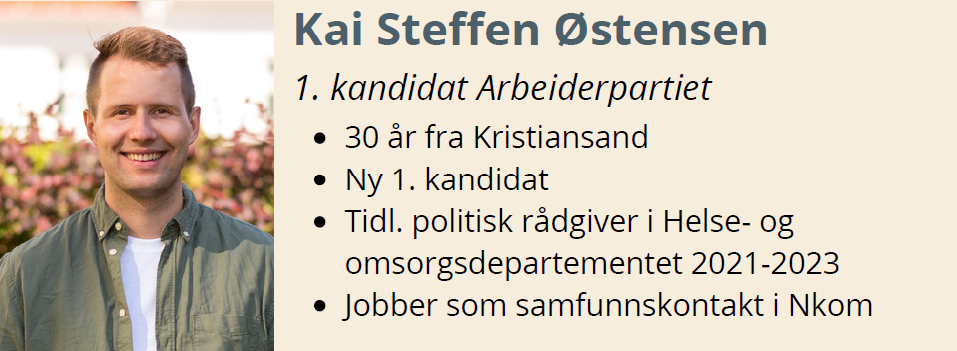 Kai Steffen Østensen
1. kandidat Arbeiderpartiet
• 30 år fra Kristiansand
• Ny 1. kandidat
• Tidl. politisk rådgiver i Helse- og
omsorgsdepartementet 2021-2023
• Jobber som samfunnskontakt i Nkom